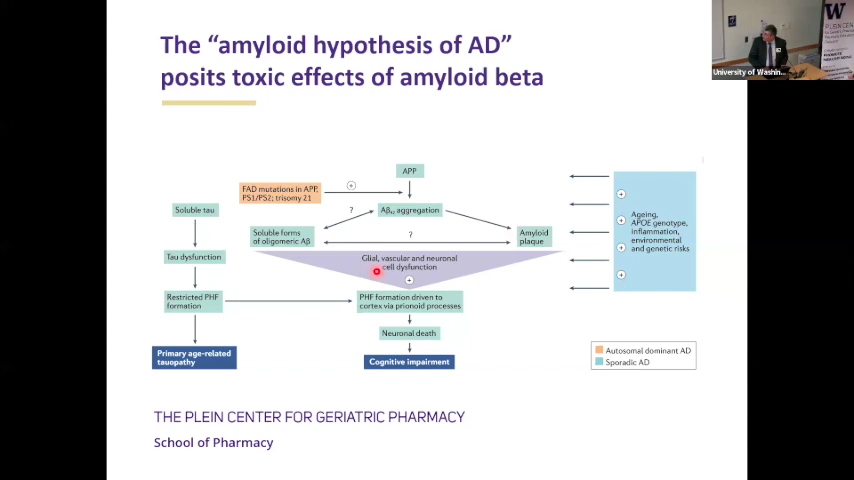 The “amyloid hypothesis of AD”
posits toxic effects of amyloid beta
University of Washin...
W
PLEIN CENTER
APP
FAD mutations in APP,
PS1/PS2; trisomy 21
+
Soluble tau
?
Aβ42 aggregation
Soluble forms
of oligomeric Aβ
?
Amyloid
plaque
Tau dysfunction
Glial, vascular and neuronal
cell dysfunction
+
Restricted PHF
formation
PHF formation driven to
cortex via prionoid processes
Neuronal death
Primary age-related
tauopathy
Cognitive impairment
+
+
+
+
Ageing,
APOE genotype,
inflammation,
environmental
and genetic risks
Autosomal dominant AD
Sporadic AD
THE PLEIN CENTER FOR GERIATRIC PHARMACY
School of Pharmacy